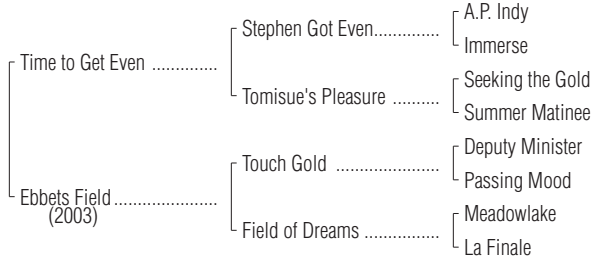 A.P. Indy
Stephen Got Even..............
Immerse
Time to Get Even ..............
Seeking the Gold
Tomisue's Pleasure ..........
Summer Matinee
Deputy Minister
Touch Gold ......................
Passing Mood
Ebbets Field......................
(2003)
Meadowlake
Field of Dreams ................
La Finale